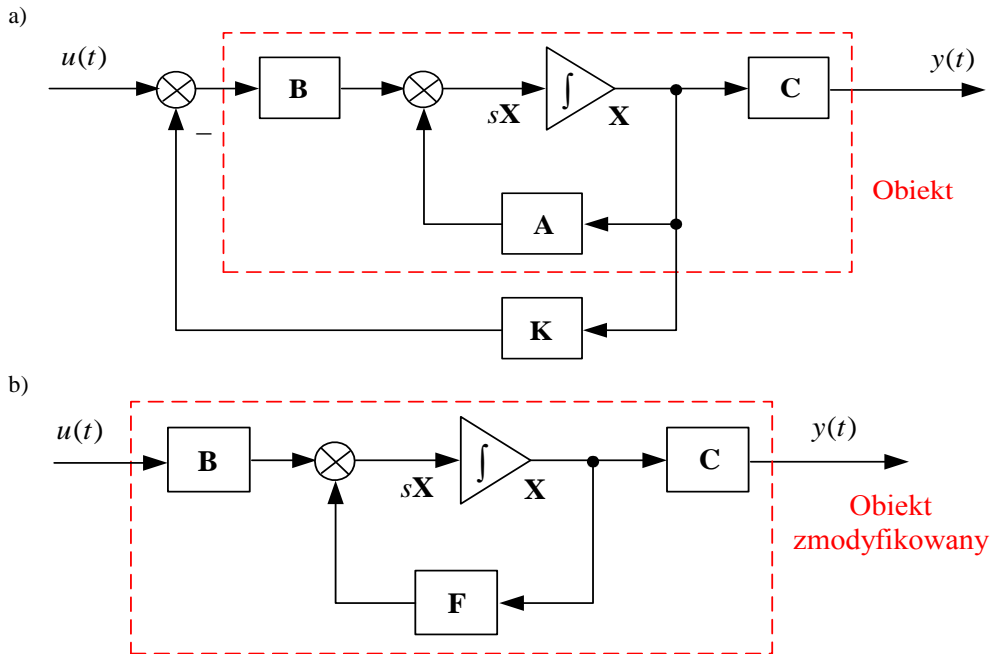 a)
u(t)
y(t)
B
∫
C
sX
X
–
Obiekt
A
K
b)
u(t)
y(t)
B
∫
C
sX
X
Obiekt
zmodyfikowany
F